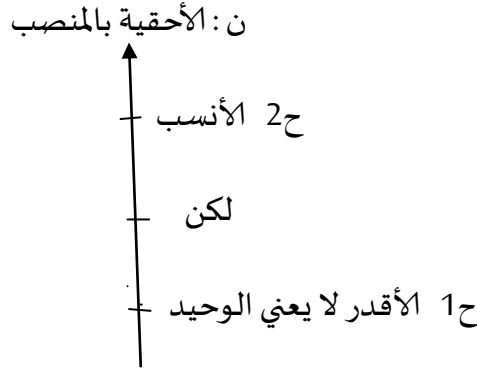 ن : الأحقية بالمنصب
ح2 الأنسب
لكن
ح1 الأقدر لا يعني الوحيد